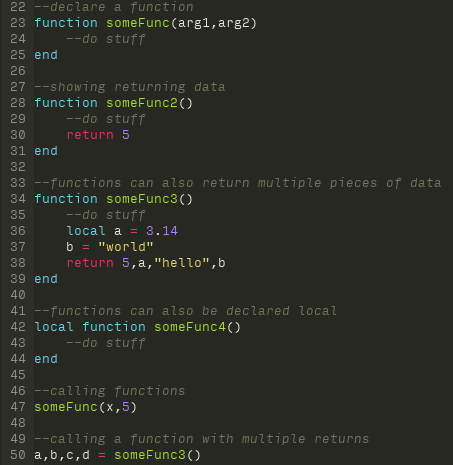 22 --declare a function
23 function someFunc(arg1,arg2)
24     --do stuff
25 end
26
27 --showing returning data
28 function someFunc2()
29     --do stuff
30     return 5
31 end
32
33 --functions can also return multiple pieces of data
34 function someFunc3()
35     --do stuff
36     local a = 3.14
37     b = "world"
38     return 5,a,"hello",b
39 end
40
41 --functions can also be declared local
42 local function someFunc4()
43     --do stuff
44 end
45
46 --calling functions
47 someFunc(x,5)
48
49 --calling a function with multiple returns
50 a,b,c,d = someFunc3()